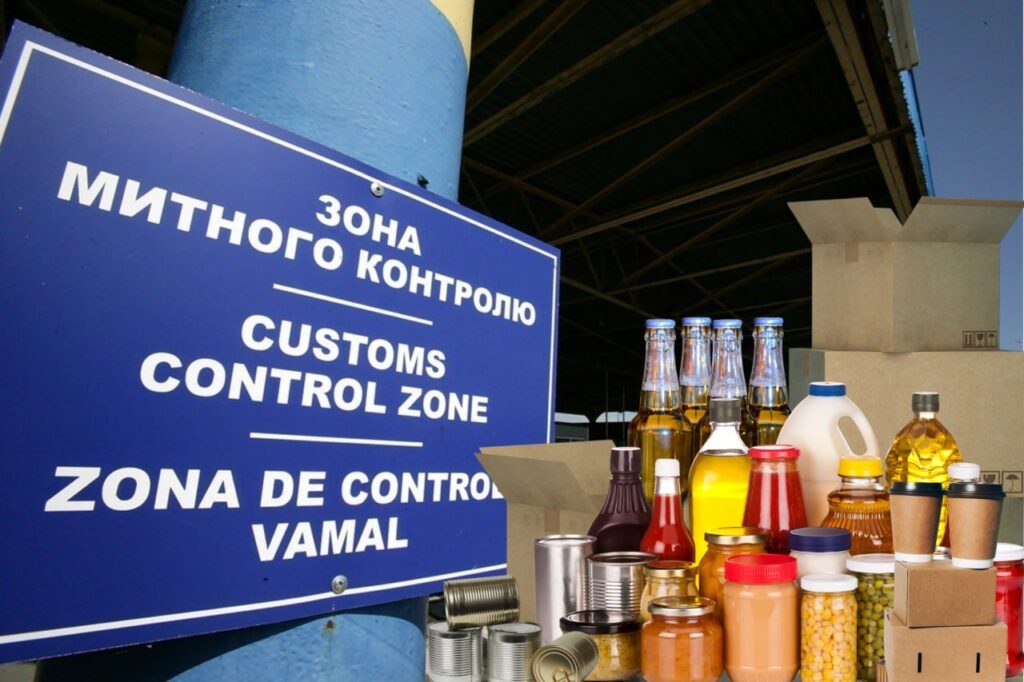 ЗОНА
МИТНОГО КОНТРОЛЮ
CUSTOMS
CONTROL ZONE
ZONA DE CONTROL
VAMAL